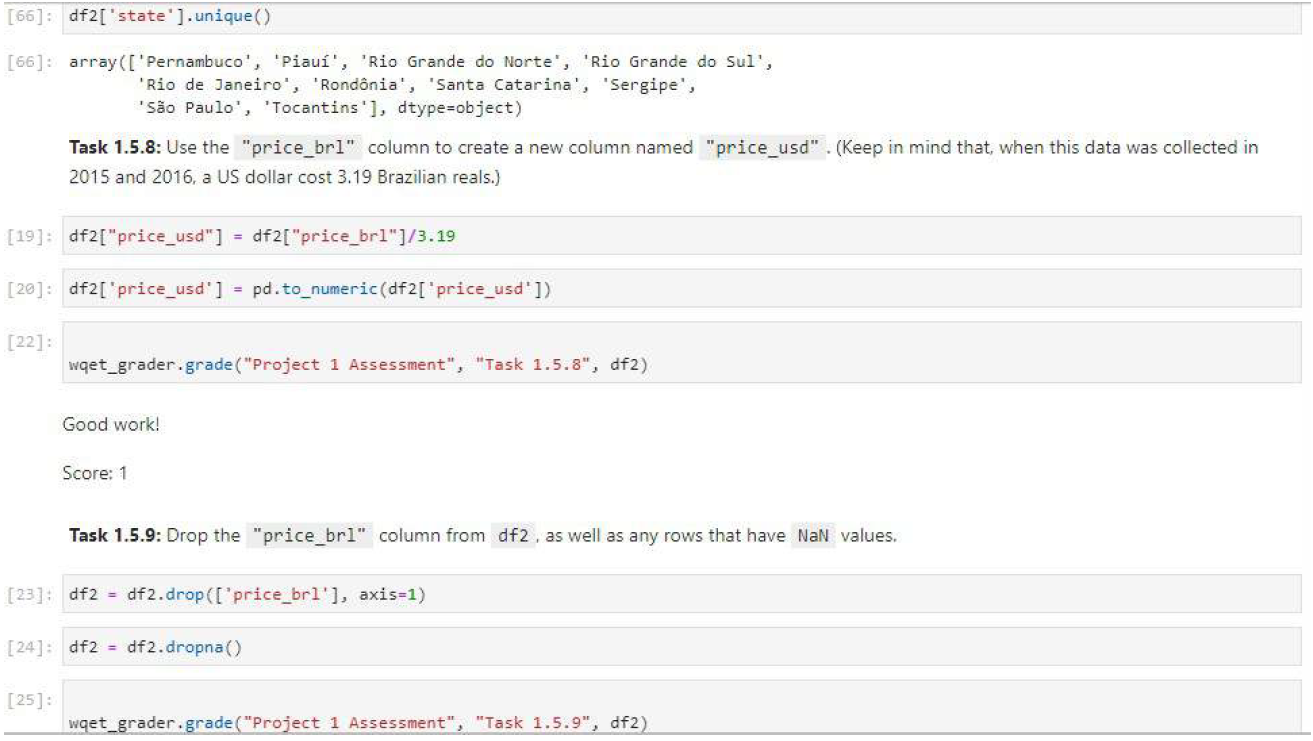 [66]: df2['state'].unique()
[66]: array(['Pernambuco', 'Piauí', 'Rio Grande do Norte', 'Rio Grande do Sul',
'Rio de Janeiro', 'Rondônia', 'Santa Catarina', 'Sergipe',
'São Paulo', 'Tocantins'], dtype=object)
Task 1.5.8: Use the "price_brl" column to create a new column named "price_usd" . (Keep in mind that, when this data was collected in
2015 and 2016, a US dollar cost 3.19 Brazilian reals.)
[19]: df2["price_usd"] = df2["price_brl"]/3.19
[20]: df2['price_usd'] = pd.to_numeric(df2['price_usd'])
[22]:
wqet_grader.grade("Project 1 Assessment", "Task 1.5.8", df2)
Good work!
Score: 1
Task 1.5.9: Drop the "price_brl" column from df2 , as well as any rows that have NaN values.
[23]: df2 = df2.drop(['price_brl'], axis=1)
[24]: df2 = df2.dropna()
[25]:
wqet_grader.grade("Project 1 Assessment", "Task 1.5.9", df2)